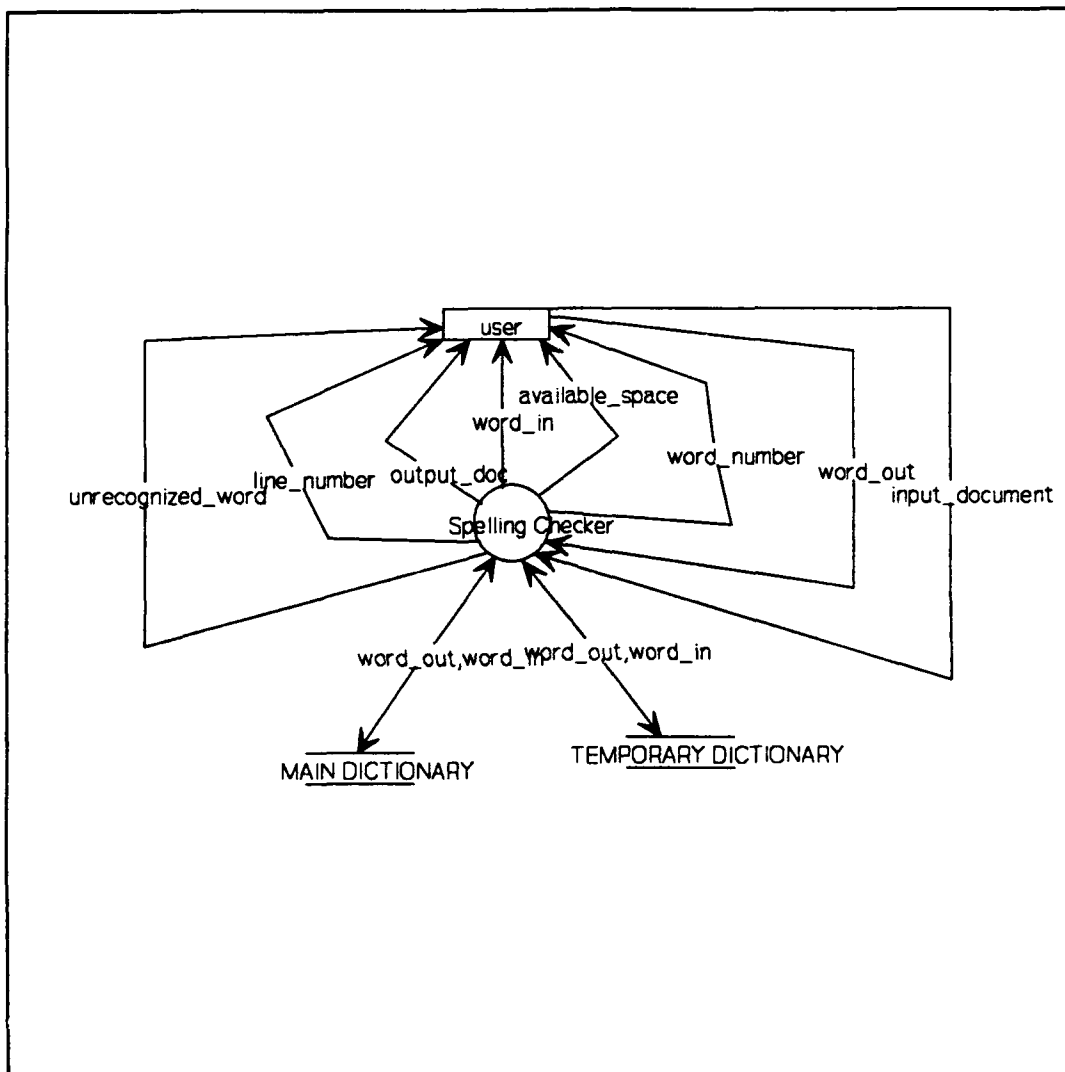 user
available_space
word_in
word_number
word_out
line_number
output_doc
unrecognized_word
input_document
Spelling Checker
word_out,word_in
word_out,word_in
TEMPORARY DICTIONARY
MAIN DICTIONARY